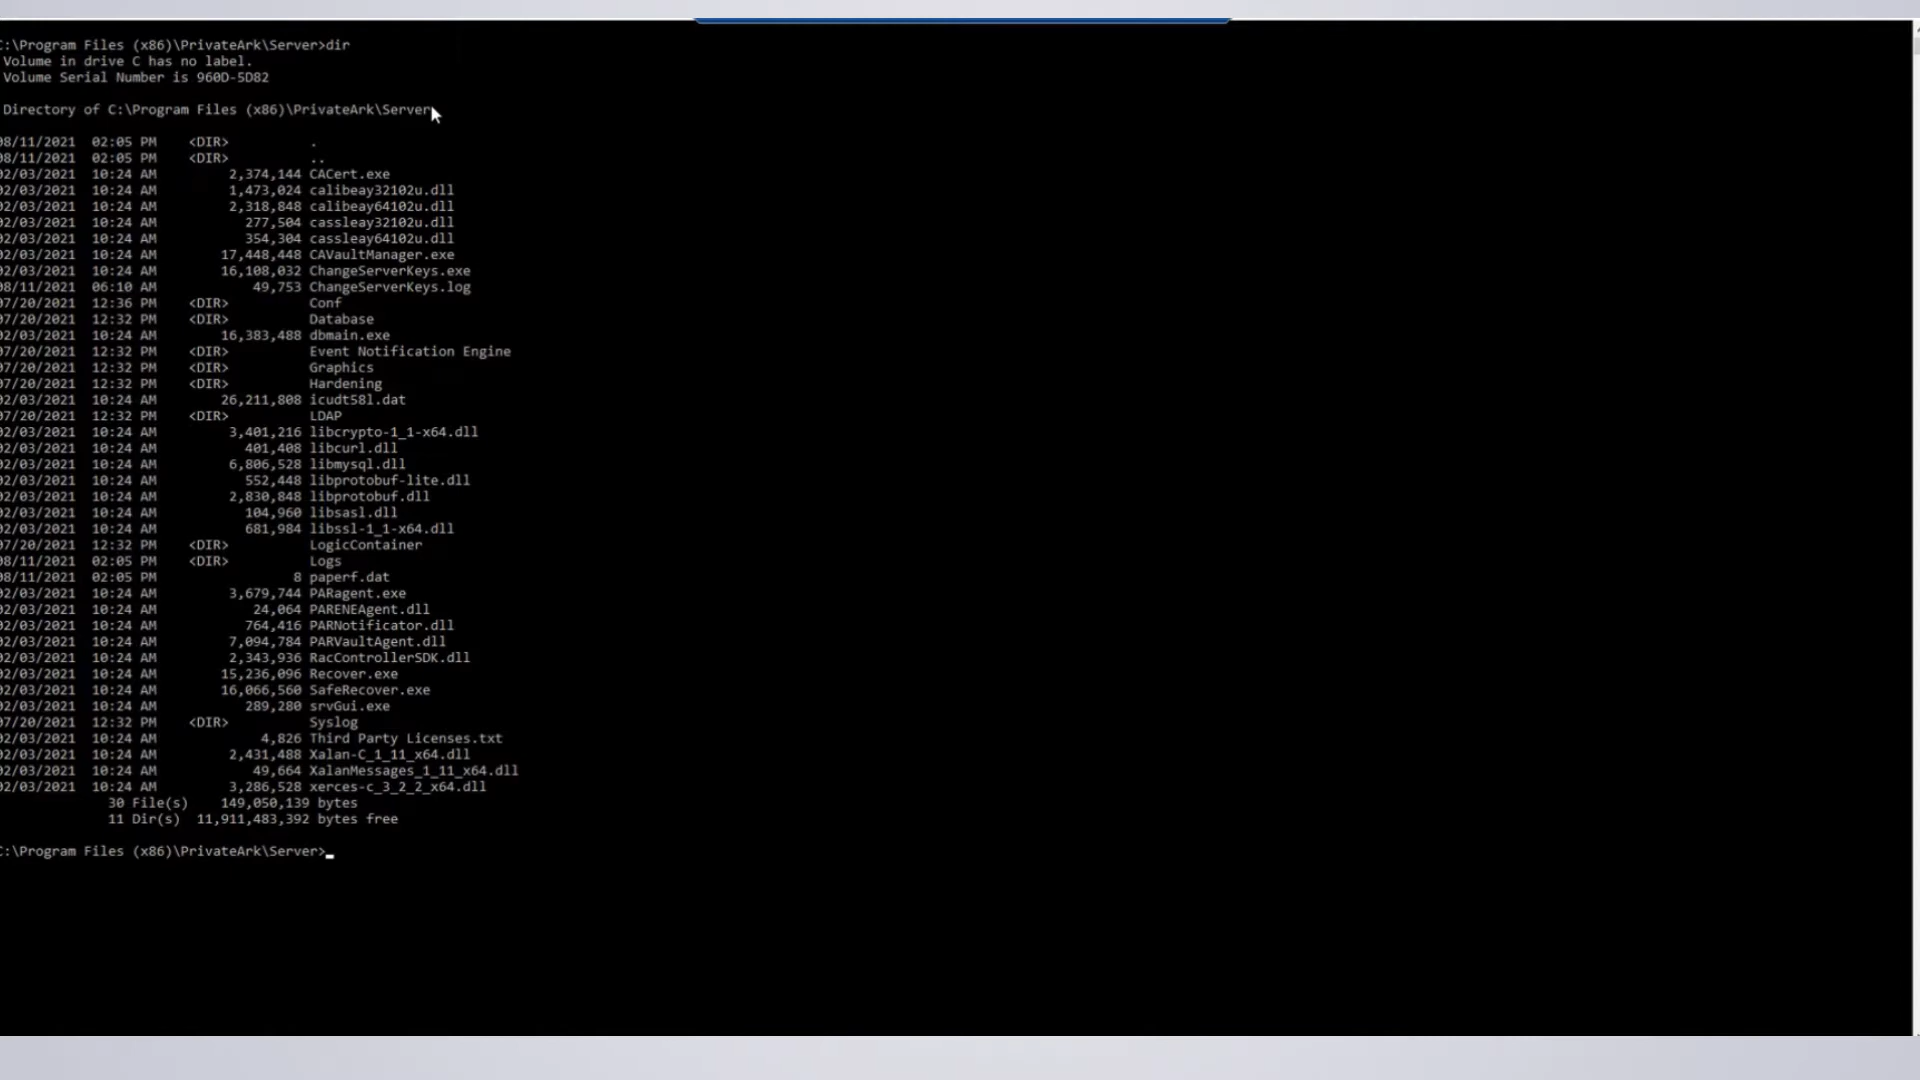 :\Program Files (x86)\PrivateArk\Server>dir
Volume in drive C has no label.
Volume Serial Number is 960D-5D82
Directory of C:\Program Files (x86)\PrivateArk\Server
08/11/2021 02:05 PM <DIR> .
08/11/2021 02:05 PM <DIR> ..
02/03/2021 10:24 AM 2,374,144 CACert.exe
02/03/2021 10:24 AM 1,473,024 calibeay32102u.dll
02/03/2021 10:24 AM 2,318,848 calibeay64102u.dll
02/03/2021 10:24 AM 277,504 cassleay32102u.dll
02/03/2021 10:24 AM 354,304 cassleay64102u.dll
02/03/2021 10:24 AM 17,448,448 CAVaultManager.exe
02/03/2021 10:24 AM 16,108,032 ChangeServerKeys.exe
08/11/2021 06:10 AM 49,753 ChangeServerKeys.log
07/20/2021 12:36 PM <DIR> Conf
07/20/2021 12:32 PM <DIR> Database
02/03/2021 10:24 AM 16,383,488 dbmain.exe
07/20/2021 12:32 PM <DIR> Event Notification Engine
07/20/2021 12:32 PM <DIR> Graphics
07/20/2021 12:32 PM <DIR> Hardening
02/03/2021 10:24 AM 26,211,808 icudt58l.dat
07/20/2021 12:32 PM <DIR> LDAP
02/03/2021 10:24 AM 3,401,216 libcrypto-1_1-x64.dll
02/03/2021 10:24 AM 401,408 libcurl.dll
02/03/2021 10:24 AM 6,806,528 libmysql.dll
02/03/2021 10:24 AM 552,448 libprotobuf-lite.dll
02/03/2021 10:24 AM 2,830,848 libprotobuf.dll
02/03/2021 10:24 AM 104,960 libsasl.dll
02/03/2021 10:24 AM 681,984 libssl-1_1-x64.dll
07/20/2021 12:32 PM <DIR> LogicContainer
08/11/2021 02:05 PM <DIR> Logs
08/11/2021 02:05 PM 8 paperf.dat
02/03/2021 10:24 AM 3,679,744 PARagent.exe
02/03/2021 10:24 AM 24,064 PARENEAgent.dll
02/03/2021 10:24 AM 764,416 PARNotificator.dll
02/03/2021 10:24 AM 7,094,784 PARVaultAgent.dll
02/03/2021 10:24 AM 2,343,936 RacControllerSDK.dll
02/03/2021 10:24 AM 15,236,096 Recover.exe
02/03/2021 10:24 AM 16,066,560 SafeRecover.exe
02/03/2021 10:24 AM 289,280 srvGui.exe
07/20/2021 12:32 PM <DIR> Syslog
02/03/2021 10:24 AM 4,826 Third Party Licenses.txt
02/03/2021 10:24 AM 2,431,488 Xalan-C_1_11_x64.dll
02/03/2021 10:24 AM 49,664 XalanMessages_1_11_x64.dll
02/03/2021 10:24 AM 3,286,528 xerces-c_3_2_2_x64.dll
30 File(s) 149,050,139 bytes
11 Dir(s) 11,911,483,392 bytes free
:\Program Files (x86)\PrivateArk\Server>